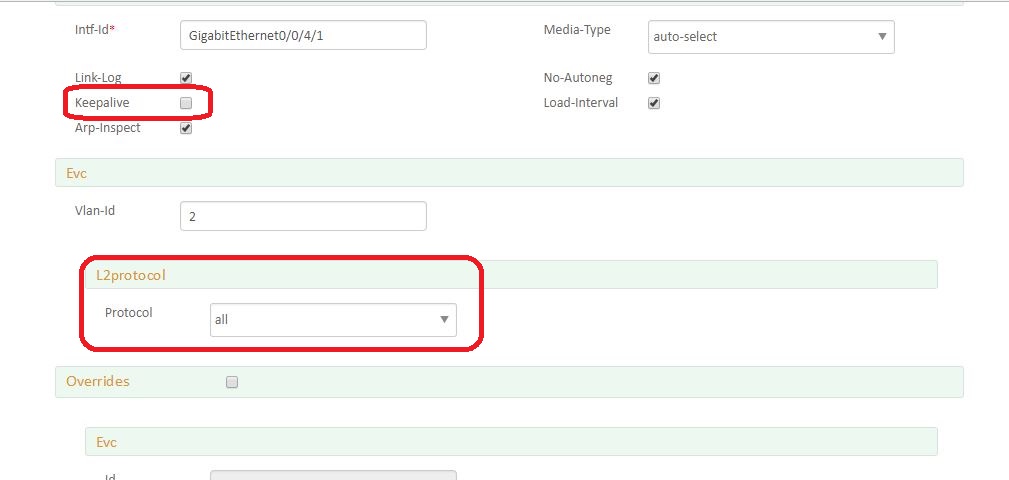 Intf-Id* GigabitEthernet0/0/4/1 Media-Type auto-select
Link-Log No-Autoneg
Keepalive Load-Interval
Arp-Inspect
Evc
Vlan-Id 2
L2protocol
Protocol all
Overrides
Evc
Id